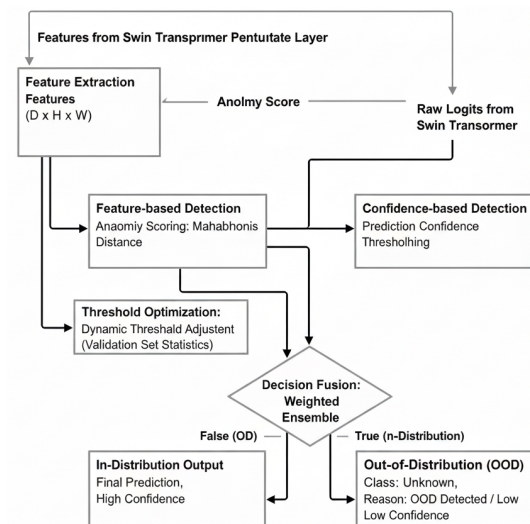 Features from Swin Transprimer Pentutate Layer
Feature Extraction
Features
(D x H x W)
Anolmy Score
Raw Logits from
Swin Transormer
Feature-based Detection
Anaomiy Scoring: Mahabhonis
Distance
Confidence-based Detection
Prediction Confidence
Thresholhing
Threshold Optimization:
Dynamic Threshald Adjustent
(Validation Set Statistics)
Decision Fusion:
Weighted
Ensemble
False (OD)
True (n-Distribution)
In-Distribution Output
Final Prediction,
High Confidence
Out-of-Distribution (OOD)
Class: Unknown,
Reason: OOD Detected / Low
Low Confidence